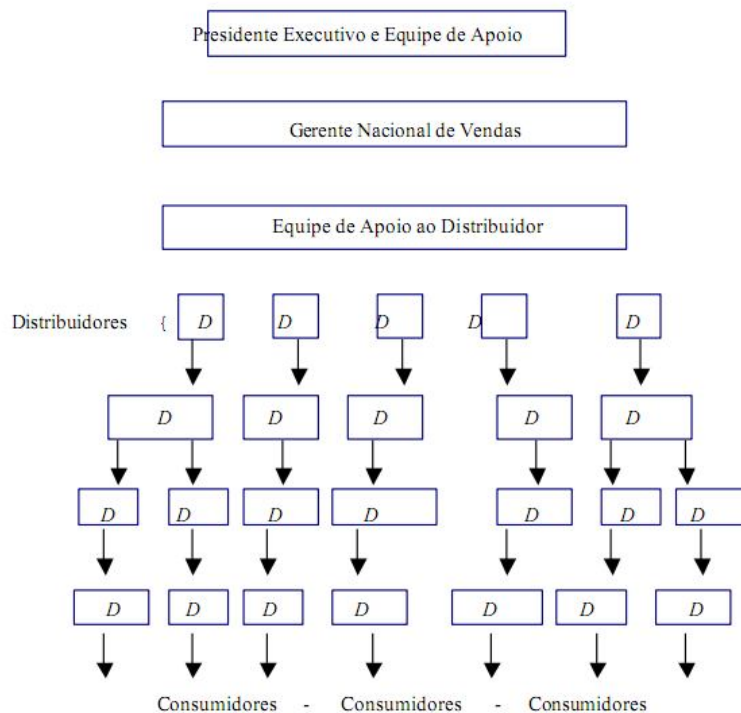 Presidente Executivo e Equipe de Apoio
Gerente Nacional de Vendas
Equipe de Apoio ao Distribuidor
Distribuidores { D D D D D
D D D D D
D D D D D D D
D D D D D D D
Consumidores - Consumidores - Consumidores